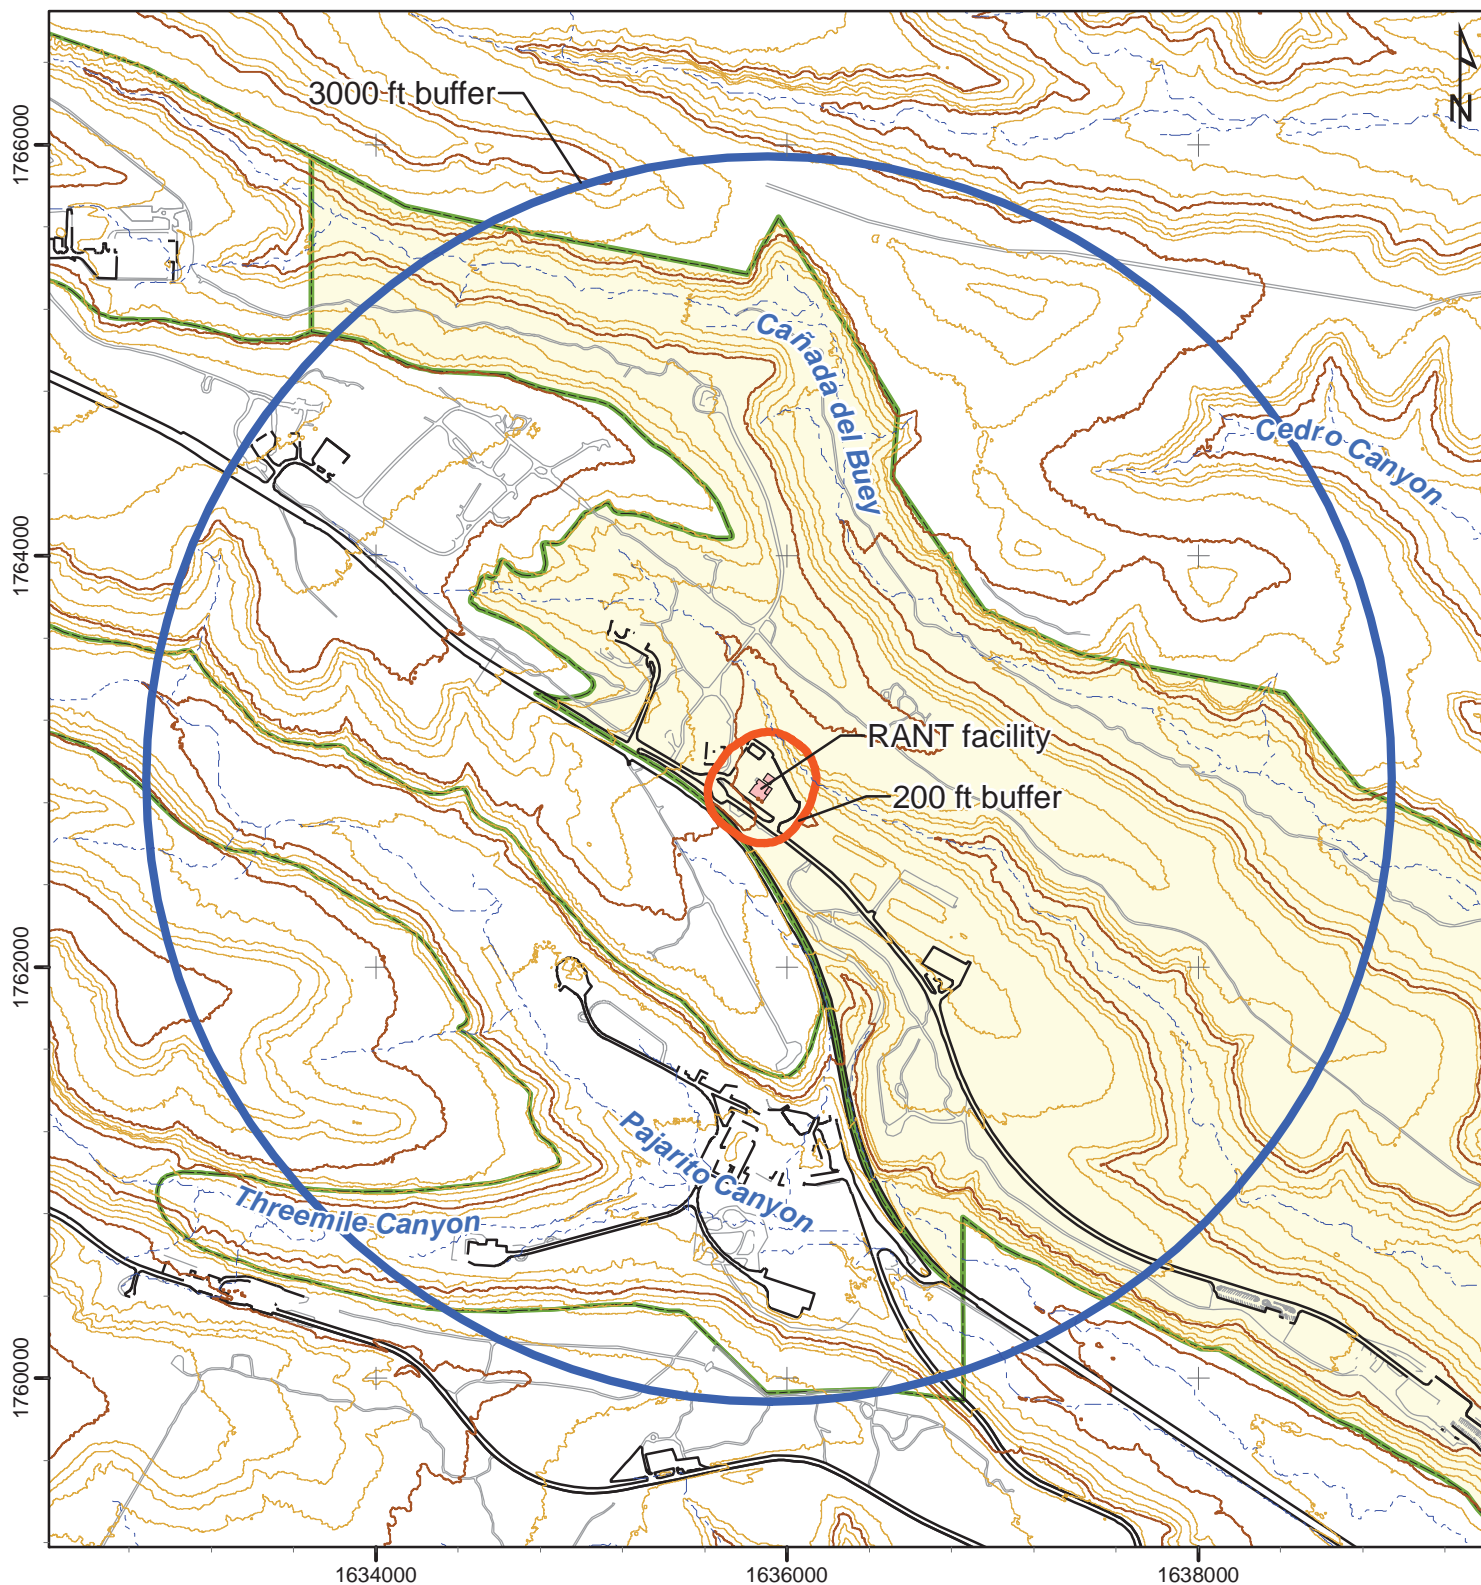 3000 ft buffer
N
1766000
Cañada del Buey
Cedro Canyon
1764000
RANT facility
200 ft buffer
1762000
Pajarito Canyon
Threemile Canyon
1760000
1634000
1636000
1638000